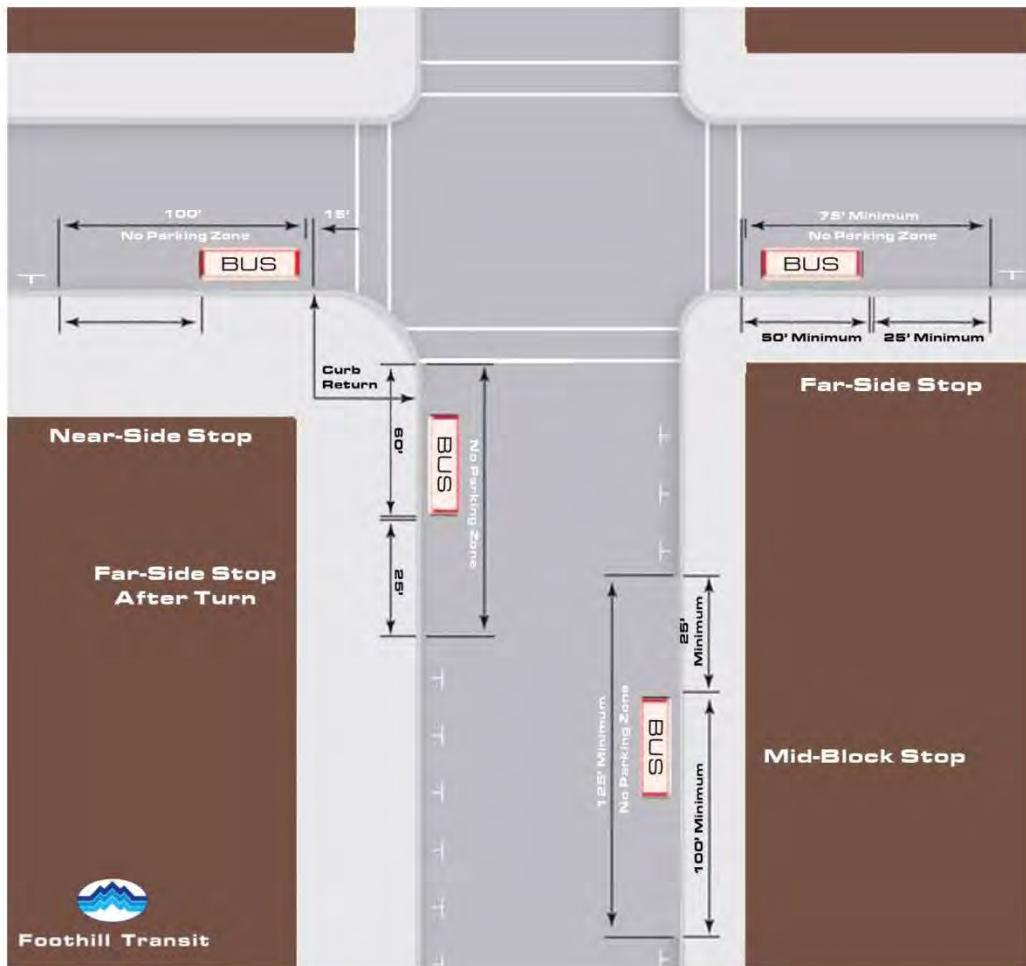 100'
15'
No Parking Zone
BUS
75' Minimum
No Parking Zone
BUS
50' Minimum
25' Minimum
Curb
Return
Far-Side Stop
Near-Side Stop
60'
BUS
No Parking Zone
25'
Far-Side Stop
After Turn
25'
Minimum
125' Minimum
No Parking Zone
BUS
100' Minimum
Mid-Block Stop
Foothill Transit